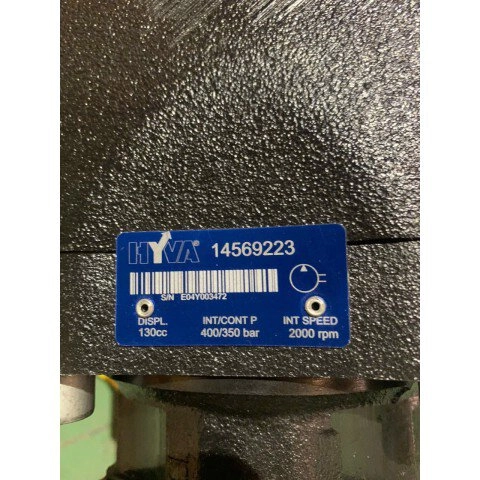 HYVA® 14569223
S/N E04Y003472
DISPL. INT/CONT P INT SPEED
130cc 400/350 bar 2000 rpm